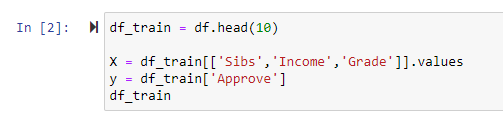 In [2]:
df_train = df.head(10)
X = df_train[['Sibs','Income','Grade']].values
y = df_train['Approve']
df_train